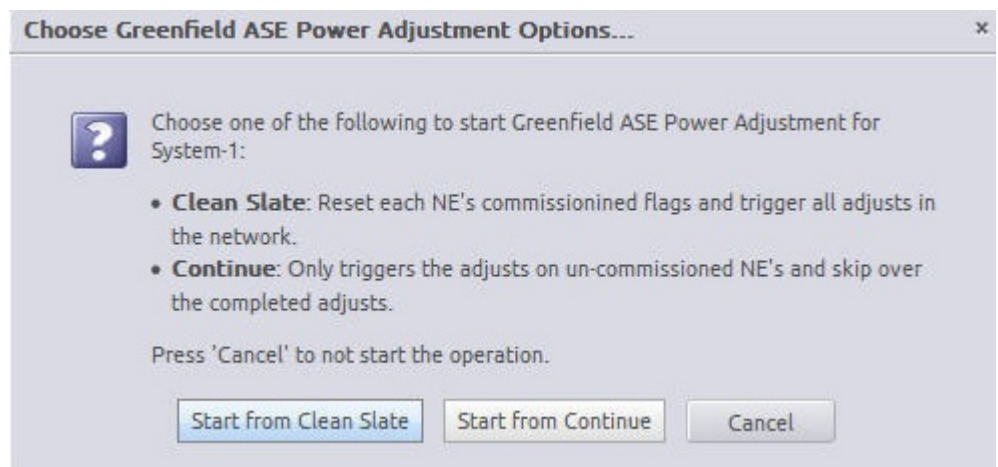 Choose Greenfield ASE Power Adjustment Options...
×
Choose one of the following to start Greenfield ASE Power Adjustment for
System-1:
• Clean Slate: Reset each NE's commissionined flags and trigger all adjusts in
the network.
• Continue: Only triggers the adjusts on un-commissioned NE's and skip over
the completed adjusts.
Press 'Cancel' to not start the operation.
Start from Clean Slate Start from Continue Cancel